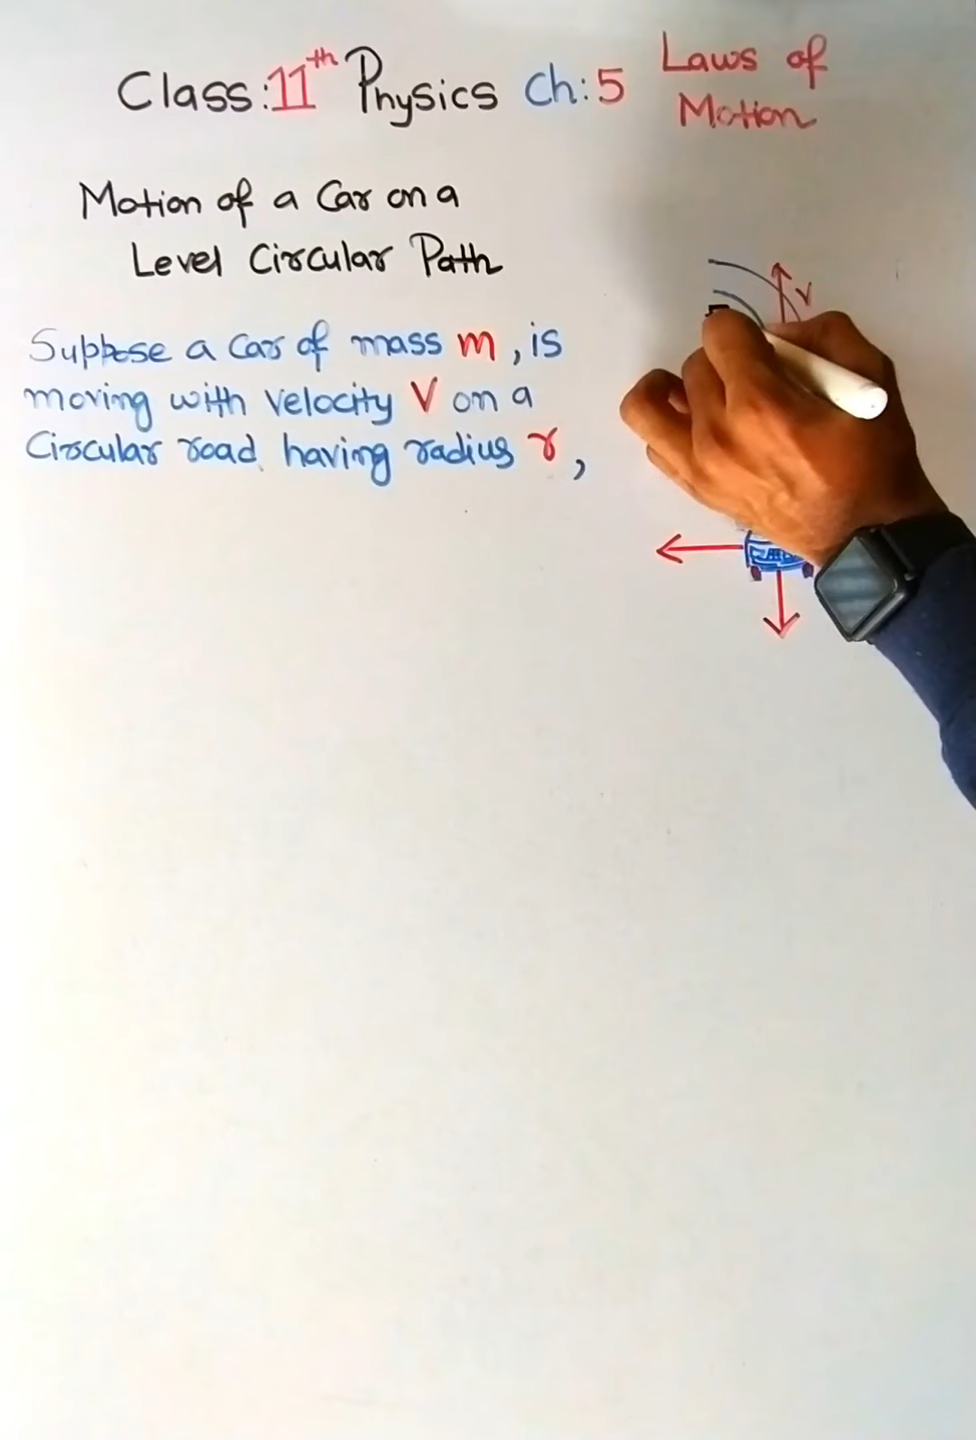 Class: 11th Physics Ch: 5 Laws of Motion
Motion of a Car on a
Level Circular Path
Suppose a Car of mass m, is
moving with velocity V on a
Circular road having radius r,
V